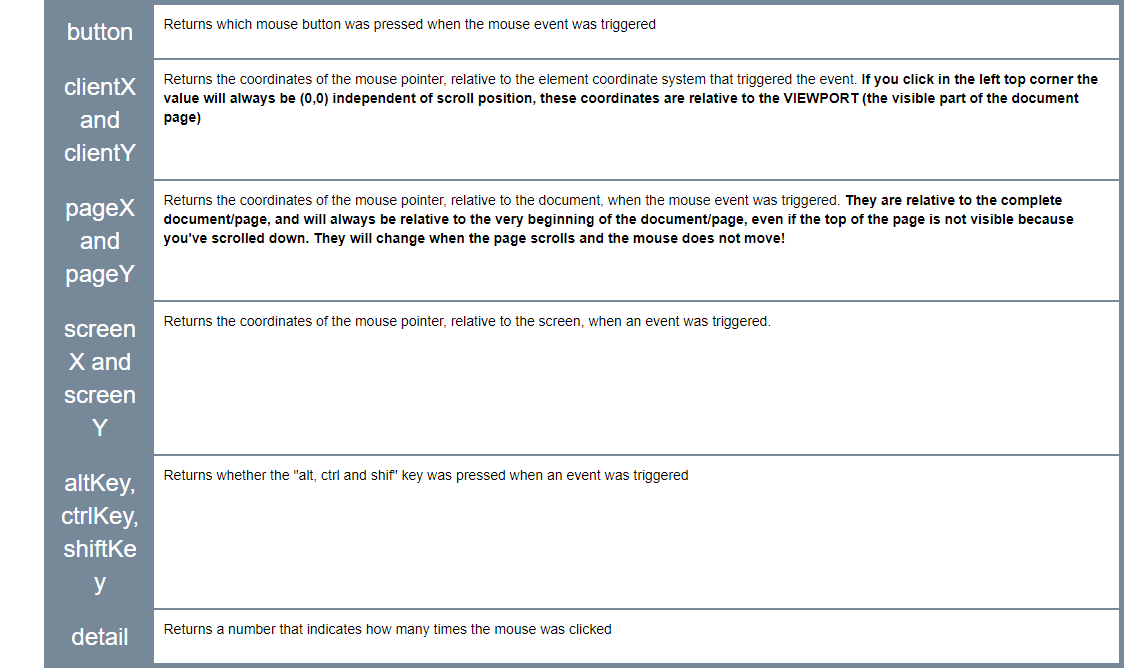 button
Returns which mouse button was pressed when the mouse event was triggered
clientX
and
clientY
Returns the coordinates of the mouse pointer, relative to the element coordinate system that triggered the event. If you click in the left top corner the
value will always be (0,0) independent of scroll position, these coordinates are relative to the VIEWPORT (the visible part of the document
page)
pageX
and
pageY
Returns the coordinates of the mouse pointer, relative to the document, when the mouse event was triggered. They are relative to the complete
document/page, and will always be relative to the very beginning of the document/page, even if the top of the page is not visible because
you've scrolled down. They will change when the page scrolls and the mouse does not move!
screen
X and
screen
Y
Returns the coordinates of the mouse pointer, relative to the screen, when an event was triggered.
altKey,
ctrlKey,
shiftKe
y
Returns whether the "alt, ctrl and shif" key was pressed when an event was triggered
detail
Returns a number that indicates how many times the mouse was clicked